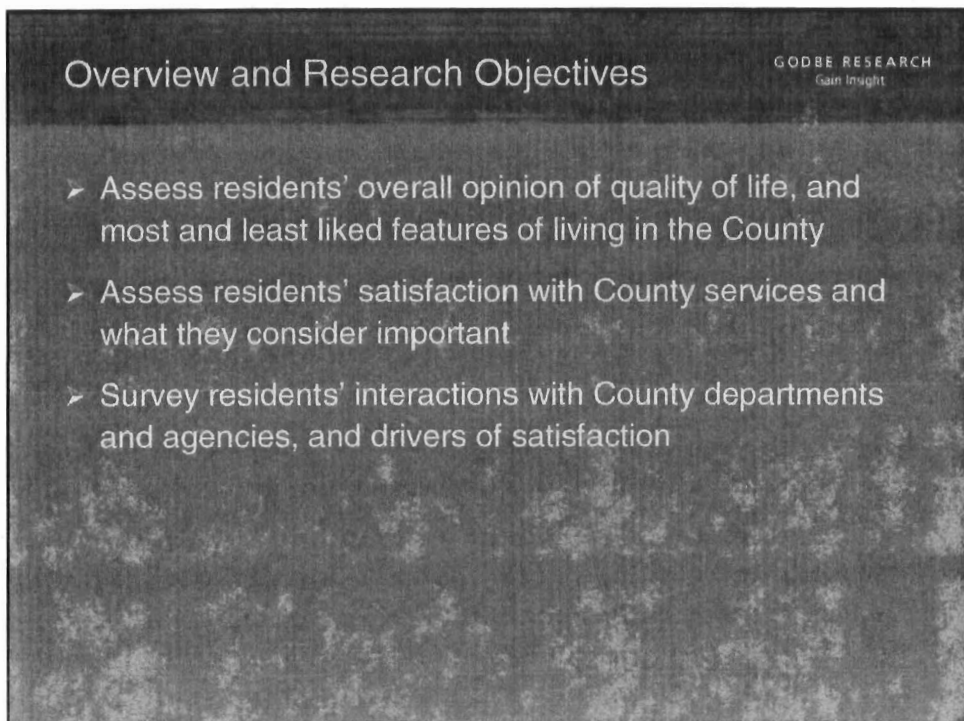 Overview and Research Objectives
GODBE RESEARCH
Gain Insight
➤ Assess residents' overall opinion of quality of life, and
most and least liked features of living in the County
➤ Assess residents' satisfaction with County services and
what they consider important
➤ Survey residents' interactions with County departments
and agencies, and drivers of satisfaction